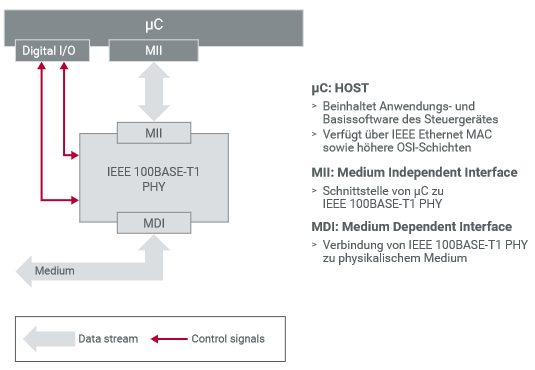 µC
Digital I/O
MII
MII
IEEE 100BASE-T1
PHY
MDI
Medium
Data stream
Control signals
µC: HOST
> Beinhaltet Anwendungs- und
Basissoftware des Steuergerätes
> Verfügt über IEEE Ethernet MAC
sowie höhere OSI-Schichten
MII: Medium Independent Interface
> Schnittstelle von µC zu
IEEE 100BASE-T1 PHY
MDI: Medium Dependent Interface
> Verbindung von IEEE 100BASE-T1 PHY
zu physikalischem Medium